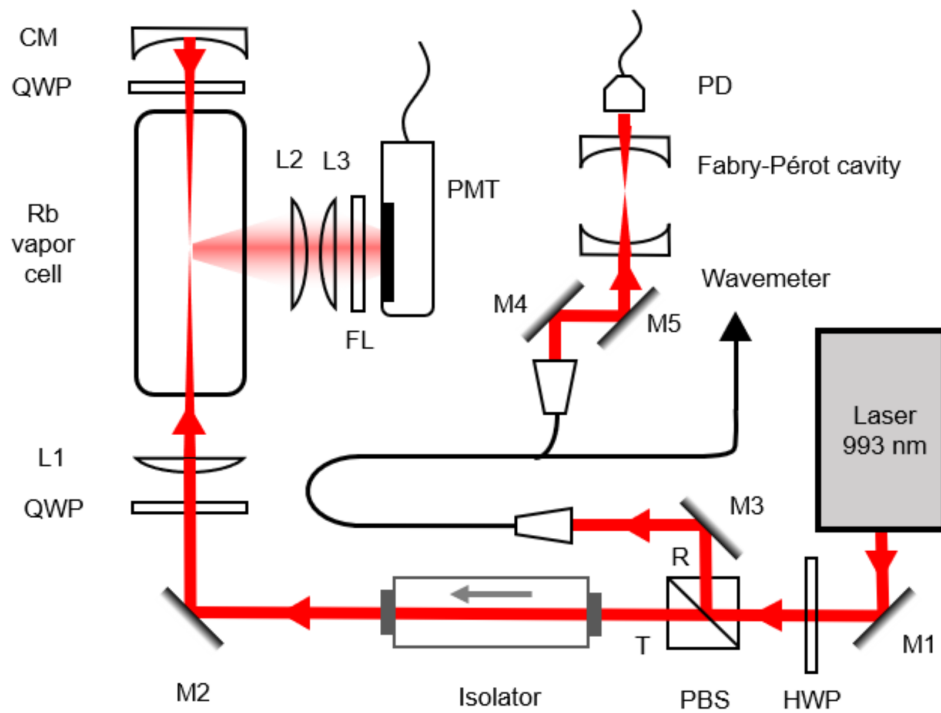 CM
QWP
Rb
vapor
cell
L2
L3
PMT
FL
PD
Fabry-Pérot cavity
Wavemeter
M4
M5
Laser
993 nm
L1
QWP
M3
R
T
M1
M2
Isolator
PBS
HWP